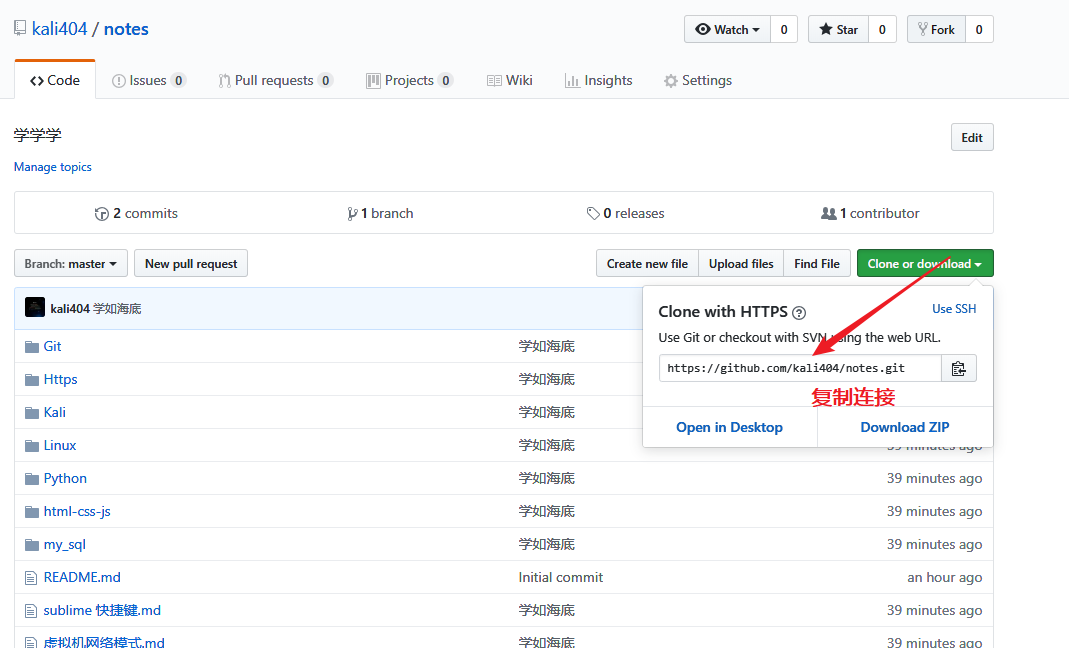 kali404 / notes
Watch 0 Star 0 Fork 0
Code Issues 0 Pull requests 0 Projects 0 Wiki Insights Settings
学学学
Edit
Manage topics
2 commits 1 branch 0 releases 1 contributor
Branch: master New pull request Create new file Upload files Find File Clone or download
kali404 学如海底
Clone with HTTPS ? Use SSH
Use Git or checkout with SVN using the web URL.
https://github.com/kali404/notes.git
复制连接
Open in Desktop Download ZIP
Git 学如海底
Https 学如海底
Kali 学如海底
Linux 学如海底 39 minutes ago
Python 学如海底 39 minutes ago
html-css-js 学如海底 39 minutes ago
my_sql 学如海底 39 minutes ago
README.md Initial commit an hour ago
sublime 快捷键.md 学如海底 39 minutes ago
虚拟机网络模式.md 学如海底 39 minutes ago